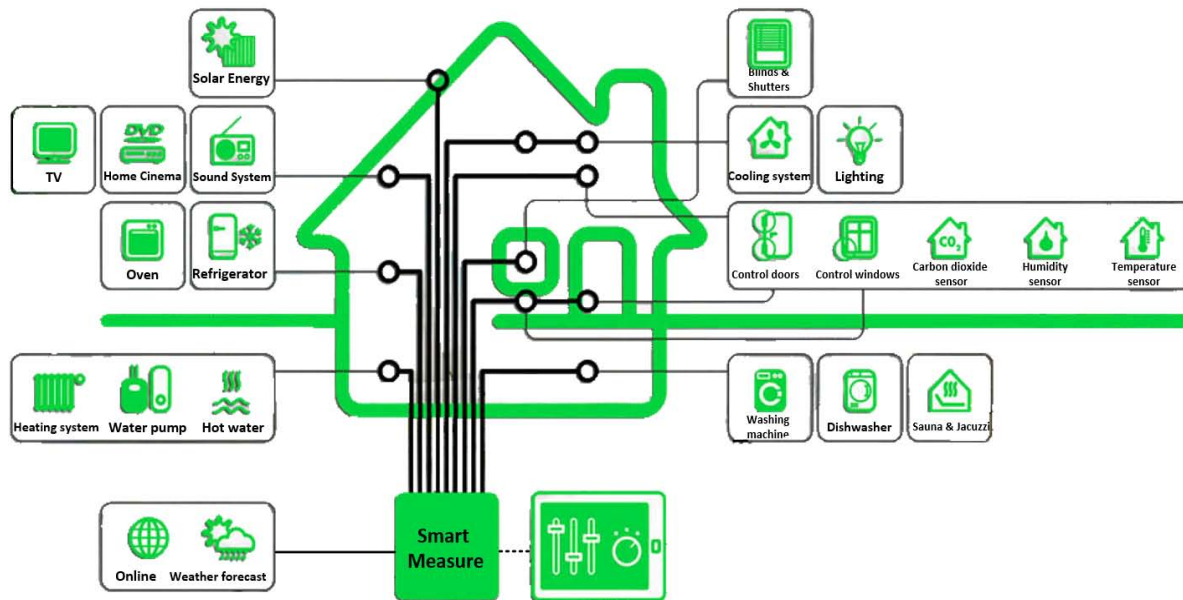 Solar Energy
Blinds &
Shutters
TV
Home Cinema
DVD
Sound System
Cooling system
Lighting
Oven
Refrigerator
Control doors
Control windows
CO₂
Carbon dioxide
sensor
Humidity
sensor
Temperature
sensor
Heating system
Water pump
Hot water
Washing
machine
Dishwasher
Sauna & Jacuzzi
Online
Weather forecast
Smart
Measure